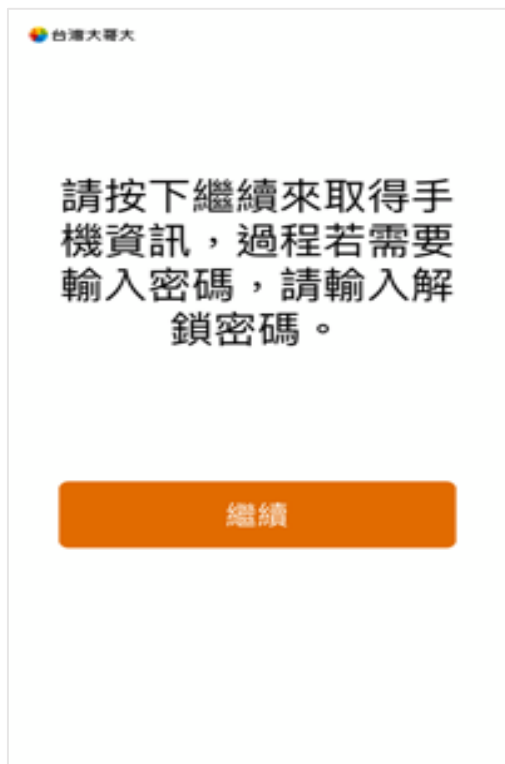 台灣大哥大
請按下繼續來取得手
機資訊，過程若需要
輸入密碼，請輸入解
鎖密碼。
繼續